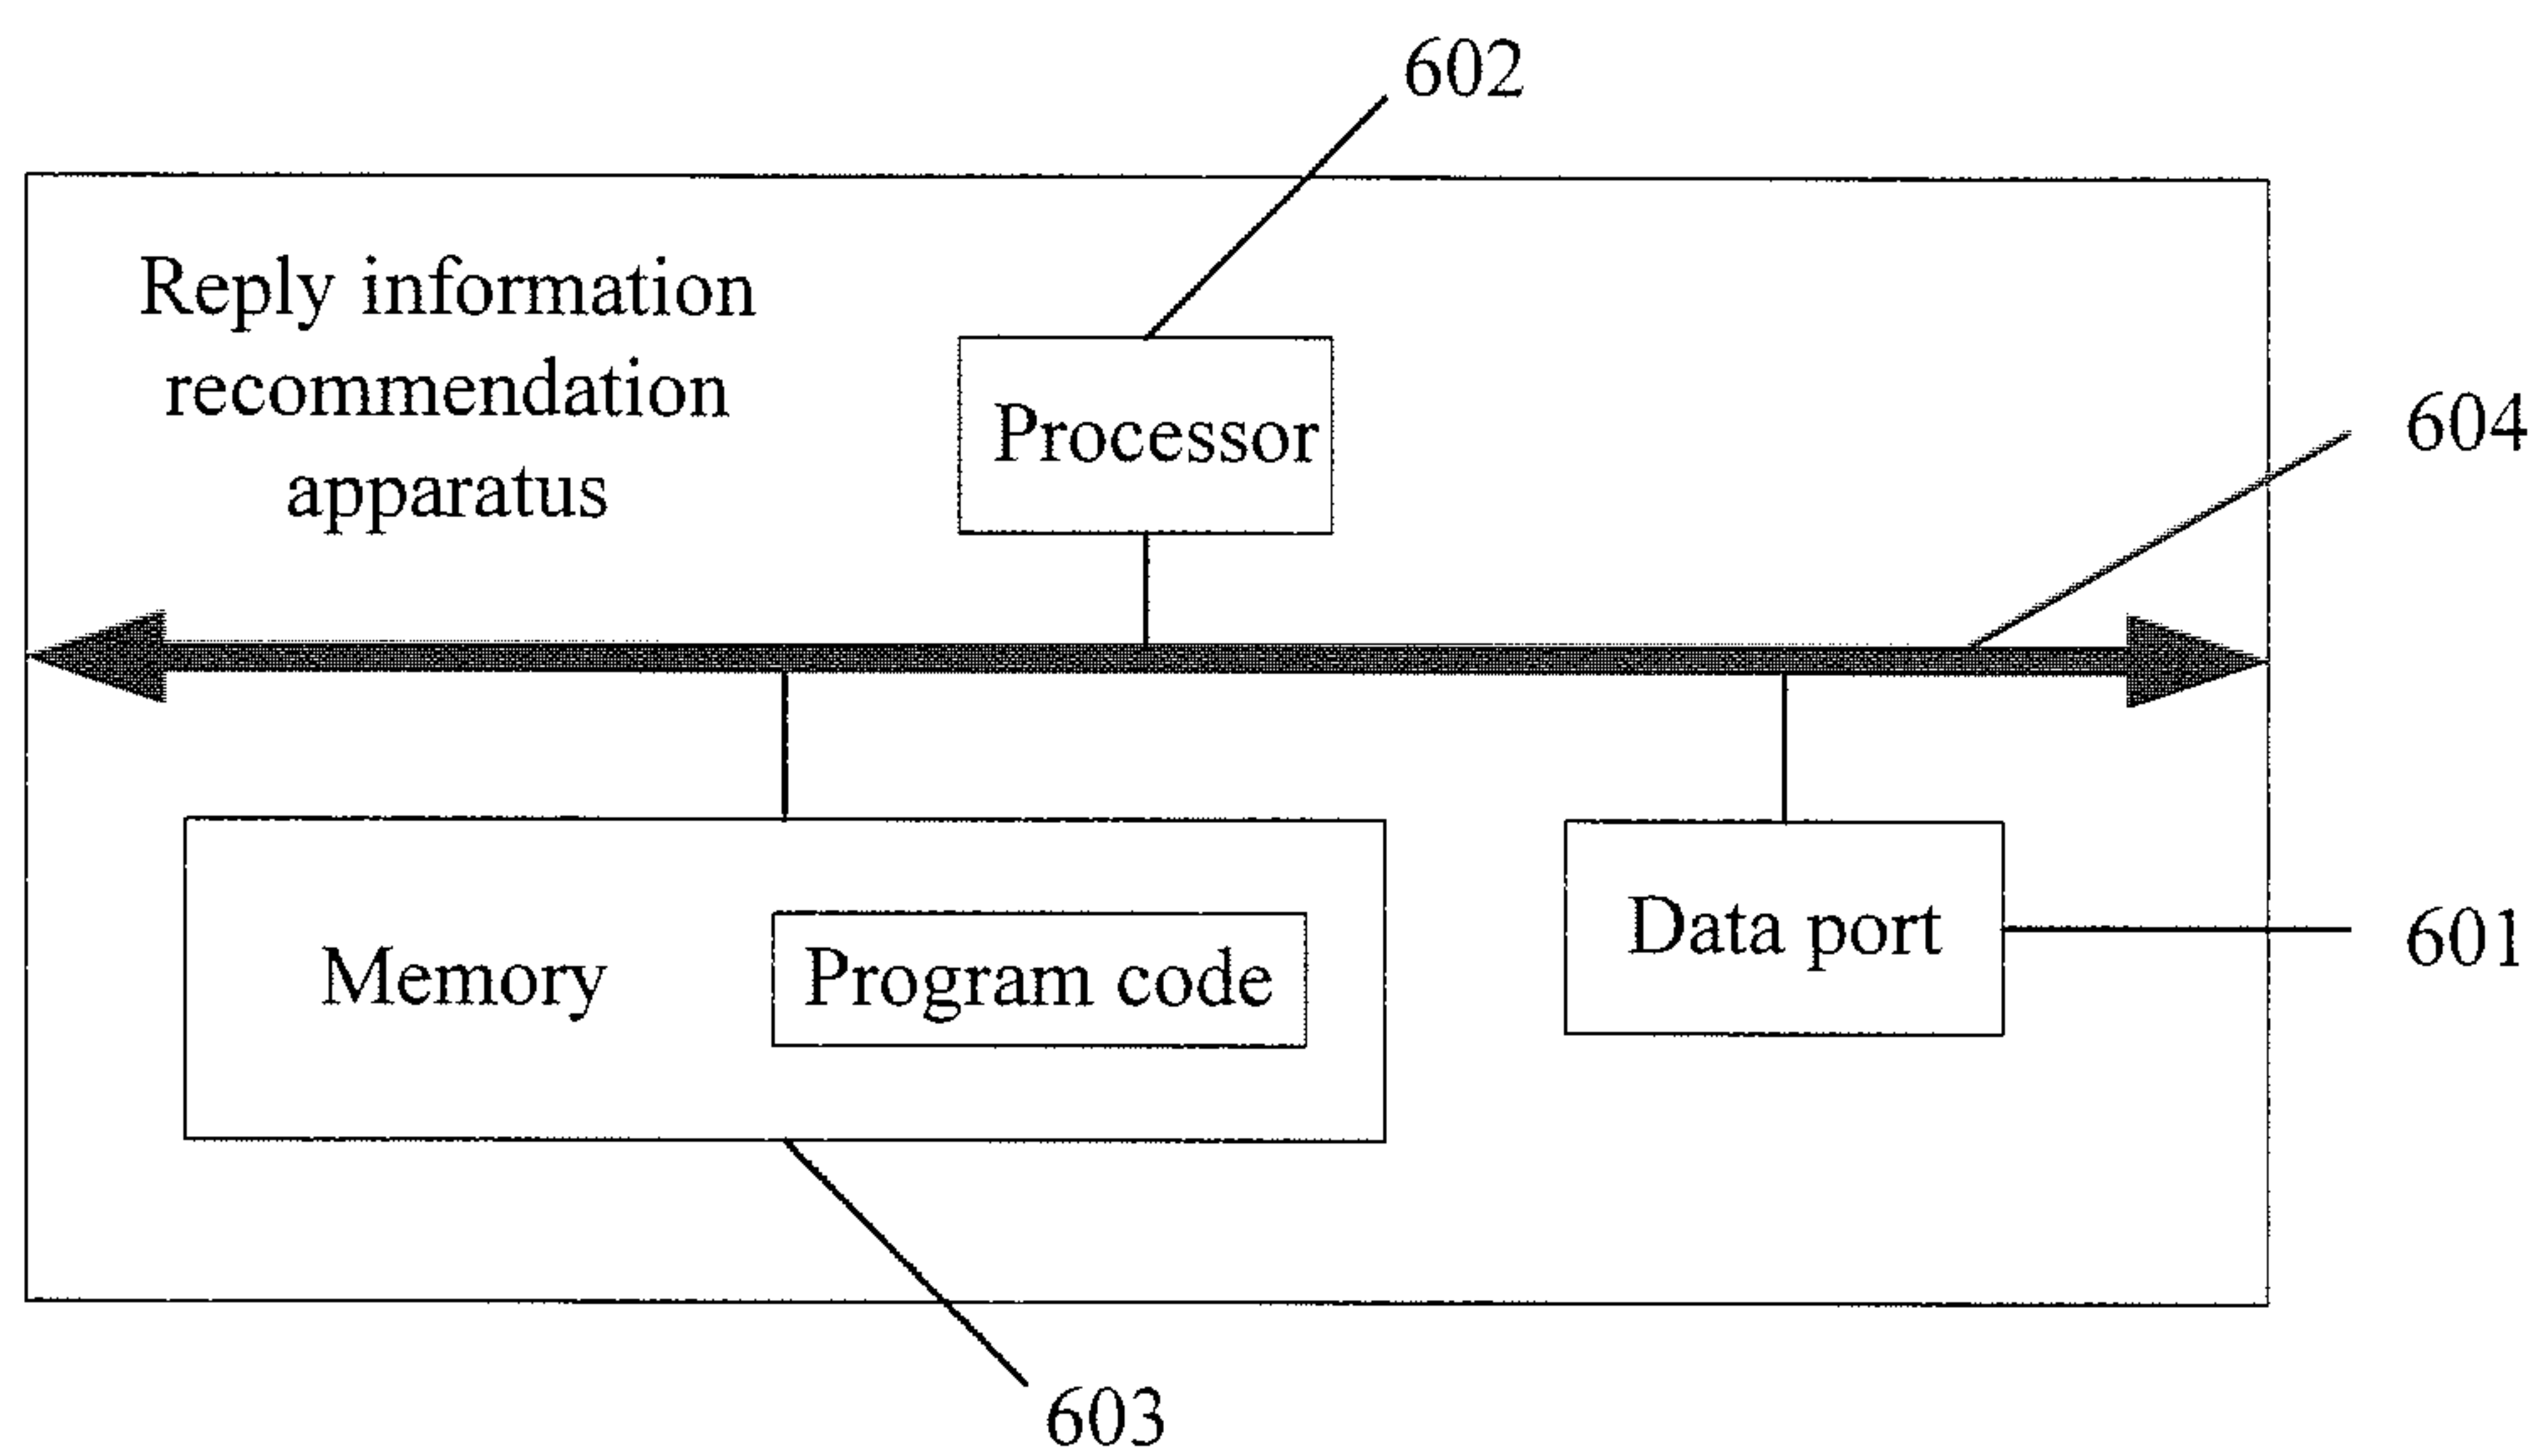 602
Reply information
recommendation
apparatus
Processor
604
Memory
Program code
Data port
601
603